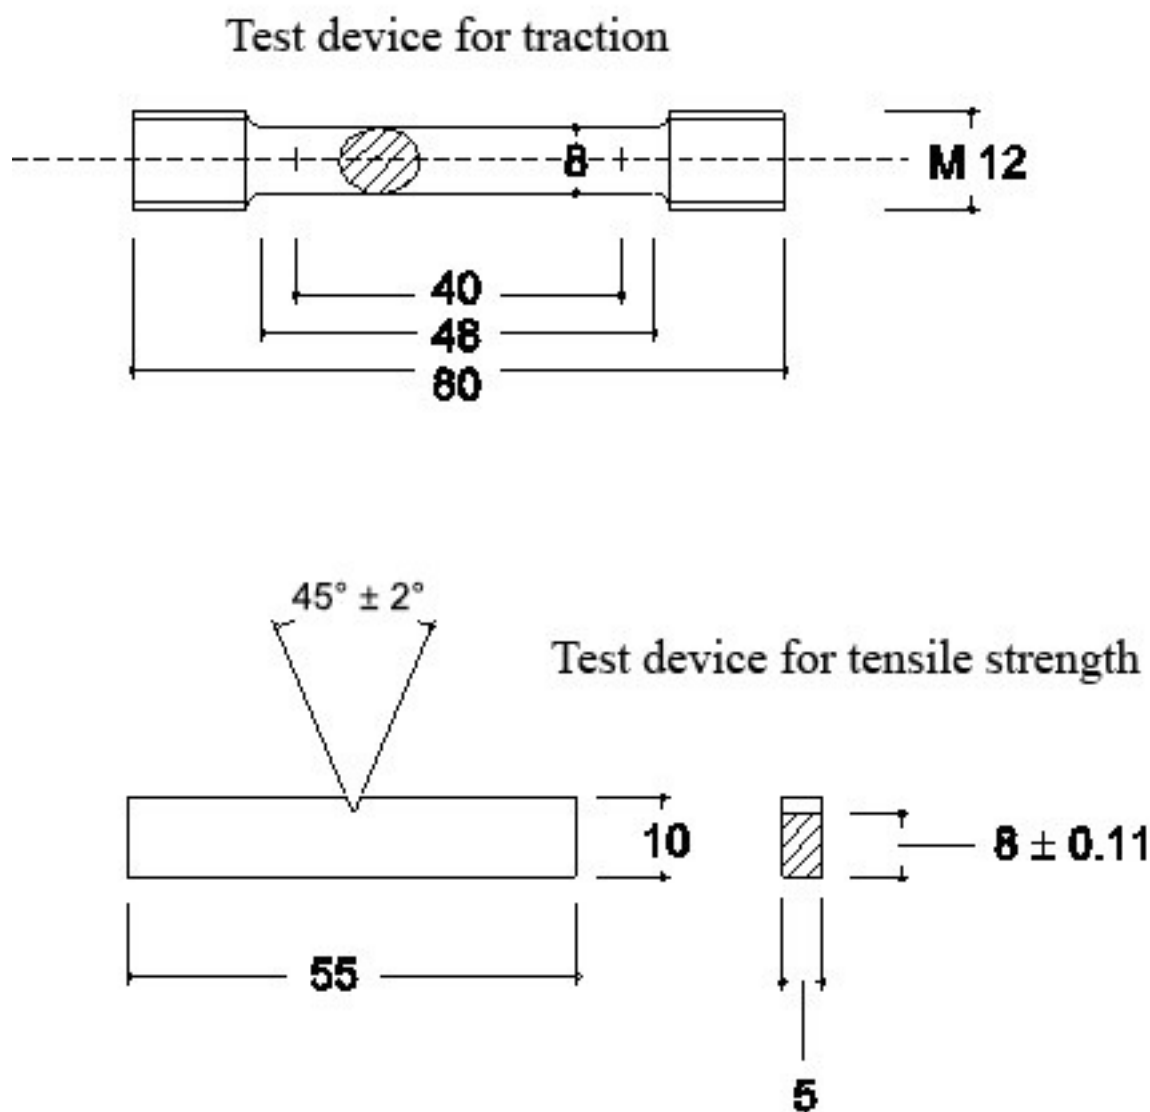 Test device for traction
8
M 12
40
48
80
45° ± 2°
Test device for tensile strength
10
8 ± 0.11
55
5